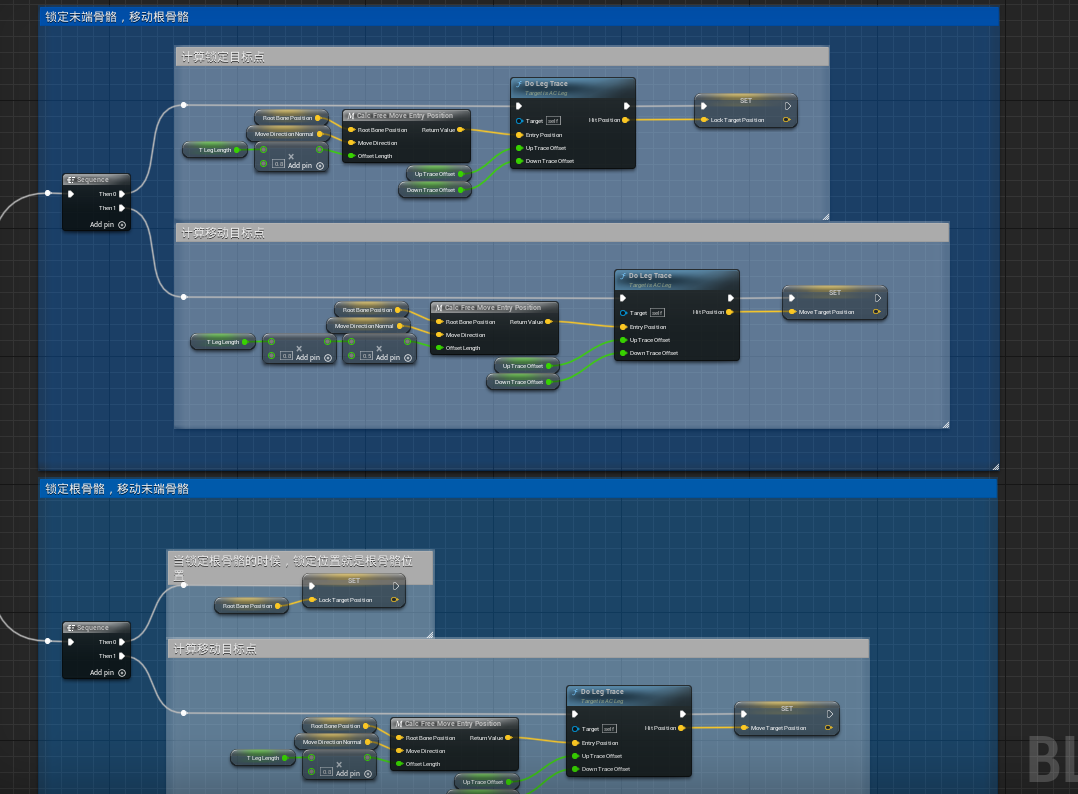 锁定末端骨骼，移动根骨骼
计算锁定目标点
Do Leg Trace
Target is AC Leg
SET
Root Bone Position
Calc Free Move Entry Position
Target self
Hit Position
Lock Target Position
Move Direction Normal
Root Bone Position
Return Value
Entry Position
T Leg Length
Move Direction
Up Trace Offset
0.8
Add pin
Offset Length
Down Trace Offset
Up Trace Offset
Down Trace Offset
Sequence
Then 0
Then 1
Add pin
计算移动目标点
Do Leg Trace
Target is AC Leg
SET
Root Bone Position
Calc Free Move Entry Position
Target self
Hit Position
Move Target Position
Move Direction Normal
Root Bone Position
Return Value
Entry Position
T Leg Length
Move Direction
Up Trace Offset
0.8
Add pin
0.5
Add pin
Offset Length
Down Trace Offset
Up Trace Offset
Down Trace Offset
锁定根骨骼，移动末端骨骼
当锁定根骨骼的时候，锁定位置就是根骨骼位
置
SET
Root Bone Position
Lock Target Position
Sequence
Then 0
Then 1
Add pin
计算移动目标点
Do Leg Trace
Target is AC Leg
SET
Root Bone Position
Calc Free Move Entry Position
Target self
Hit Position
Move Target Position
Move Direction Normal
Root Bone Position
Return Value
Entry Position
T Leg Length
Move Direction
Up Trace Offset
0.8
Add pin
Offset Length
Down Trace Offset
Up Trace Offset
BL